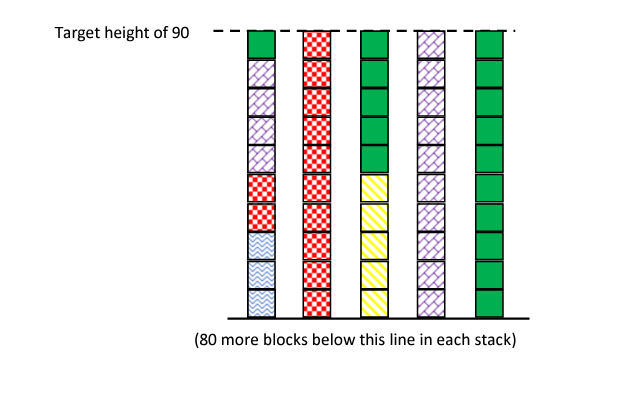 Target height of 90
(80 more blocks below this line in each stack)